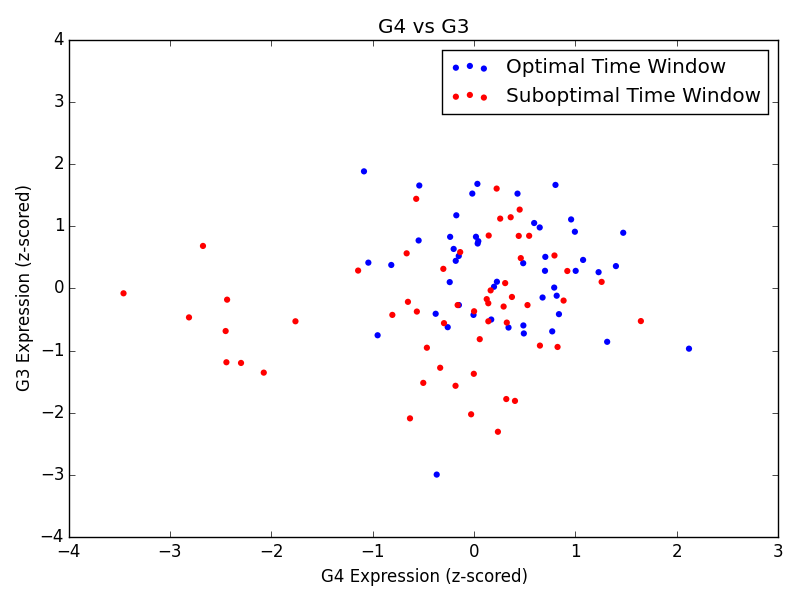 G4 vs G3
Optimal Time Window
Suboptimal Time Window
4
3
2
1
0
−1
−2
−3
−4
G3 Expression (z-scored)
−4 −3 −2 −1 0 1 2 3
G4 Expression (z-scored)